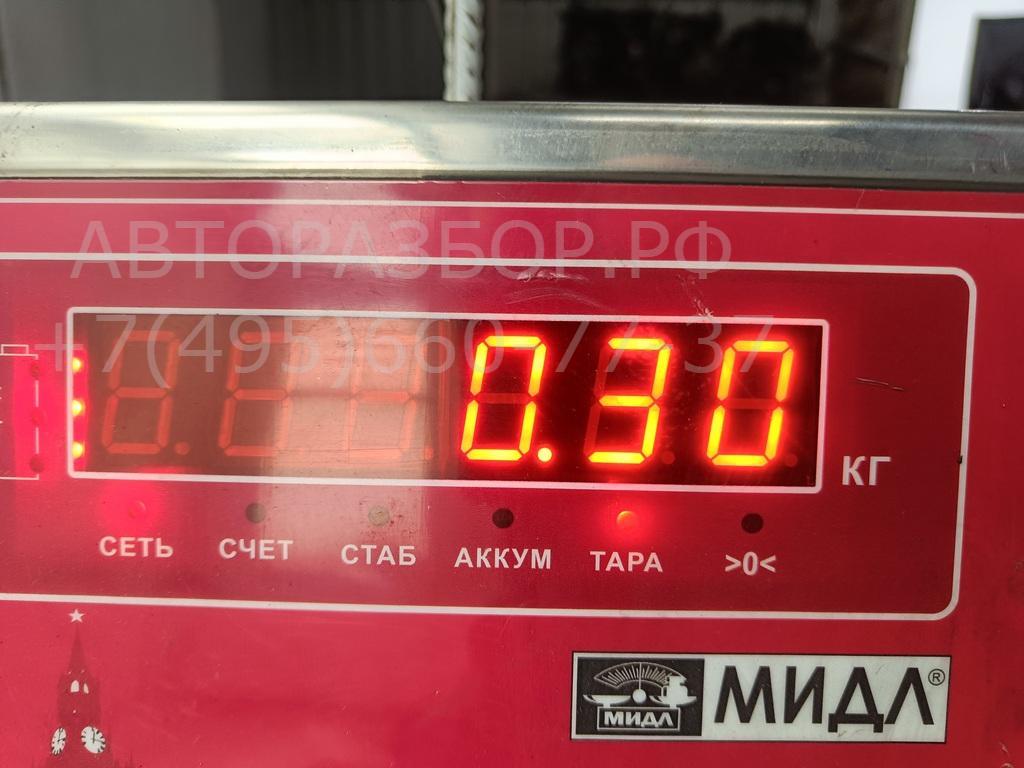 АВТОРАЗБОР.РФ
+7(495)660-77-37
0.30
КГ
СЕТЬ СЧЕТ СТАБ АККУМ ТАРА >0<
МИДЛ МИДЛ®